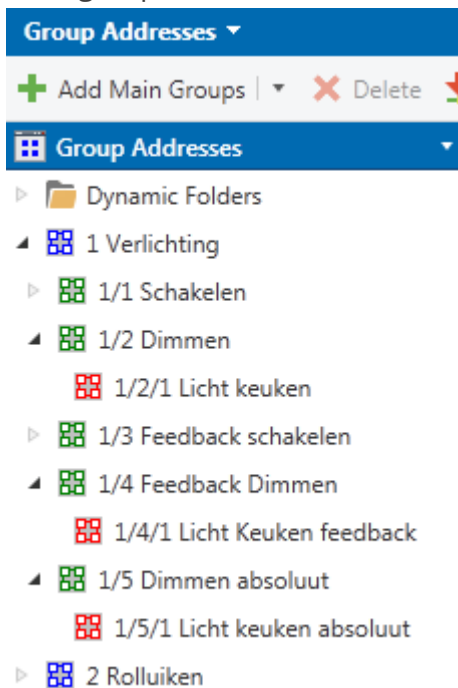 Group Addresses
Add Main Groups Delete
Group Addresses
Dynamic Folders
1 Verlichting
1/1 Schakelen
1/2 Dimmen
1/2/1 Licht keuken
1/3 Feedback schakelen
1/4 Feedback Dimmen
1/4/1 Licht Keuken feedback
1/5 Dimmen absoluut
1/5/1 Licht keuken absoluut
2 Rolluiken